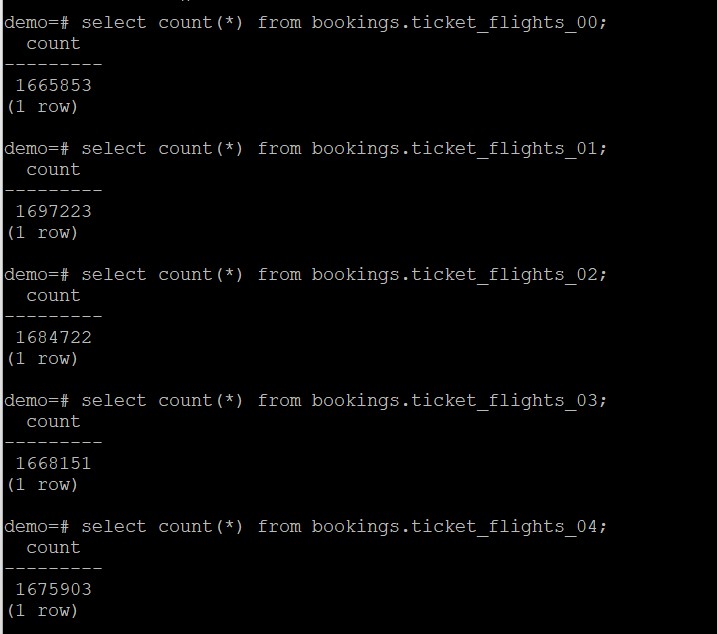 demo=# select count(*) from bookings.ticket_flights_00;
count
---------
1665853
(1 row)
demo=# select count(*) from bookings.ticket_flights_01;
count
---------
1697223
(1 row)
demo=# select count(*) from bookings.ticket_flights_02;
count
---------
1684722
(1 row)
demo=# select count(*) from bookings.ticket_flights_03;
count
---------
1668151
(1 row)
demo=# select count(*) from bookings.ticket_flights_04;
count
---------
1675903
(1 row)